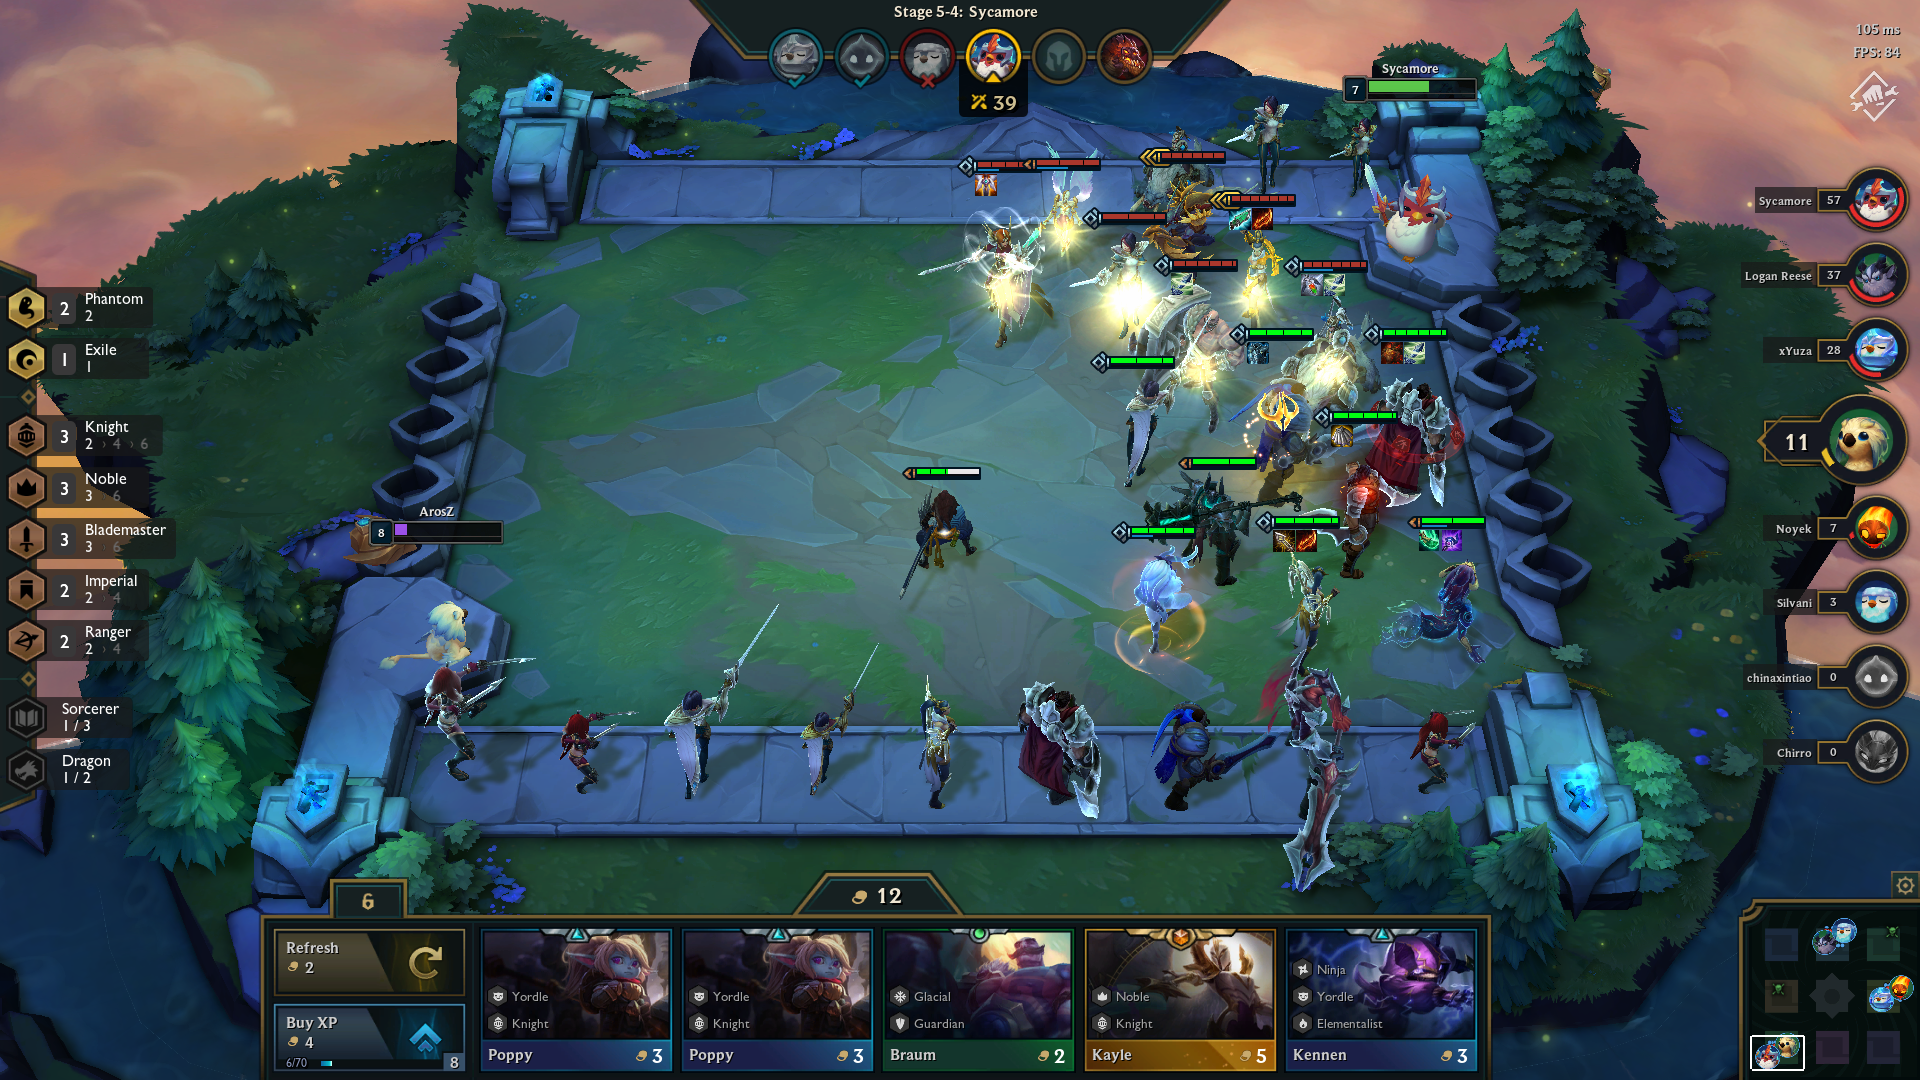 Stage 5-4: Sycamore
39
105 ms
FPS: 84
Sycamore
7
Sycamore
57
Logan Reese
37
xYuza
28
11
Noyek
7
Silvani
3
chinaxintiao
0
Chirro
0
2
Phantom
2
1
Exile
1
3
Knight
2 › 4 › 6
3
Noble
3 › 6
3
Blademaster
3 › 6
2
Imperial
2 › 4
2
Ranger
2 › 4
Sorcerer
1 / 3
Dragon
1 / 2
ArosZ
8
6
12
Refresh
2
Buy XP
4
6/70
8
Yordle
Knight
Poppy
3
Yordle
Knight
Poppy
3
Glacial
Guardian
Braum
2
Noble
Knight
Kayle
5
Ninja
Yordle
Elementalist
Kennen
3